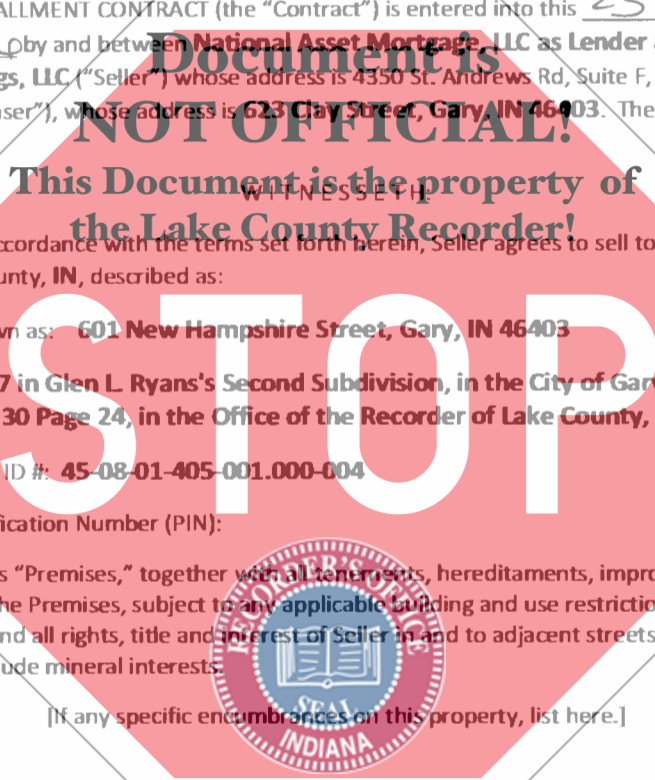 ALLMENT CONTRACT (the “Contract”) is entered into this 23
by and between National Asset Mortgage, LLC as Lender
Document is
gs, LLC (“Seller”) whose address is 4350 St. Andrews Rd, Suite F,
ser”), whose address is 623 Clay Street, Gary, IN 46403. The
NOT OFFICIAL!
This Document is the property of
WITNESSETH:
the Lake County Recorder!
ccordance with the terms set forth herein, Seller agrees to sell to
unty, IN, described as:
STOP
wn as: 601 New Hampshire Street, Gary, IN 46403
7 in Glen L. Ryans's Second Subdivision, in the City of Gar
30 Page 24, in the Office of the Recorder of Lake County,
ID #: 45-08-01-405-001.000-004
fication Number (PIN):
s “Premises,” together with all tenements, hereditaments, impro
he Premises, subject to any applicable building and use restrictio
nd all rights, title and interest of Seller in and to adjacent streets
ude mineral interests.
[If any specific encumbrances on this property, list here.]
RECORDER'S OFFICE
SEAL
INDIANA